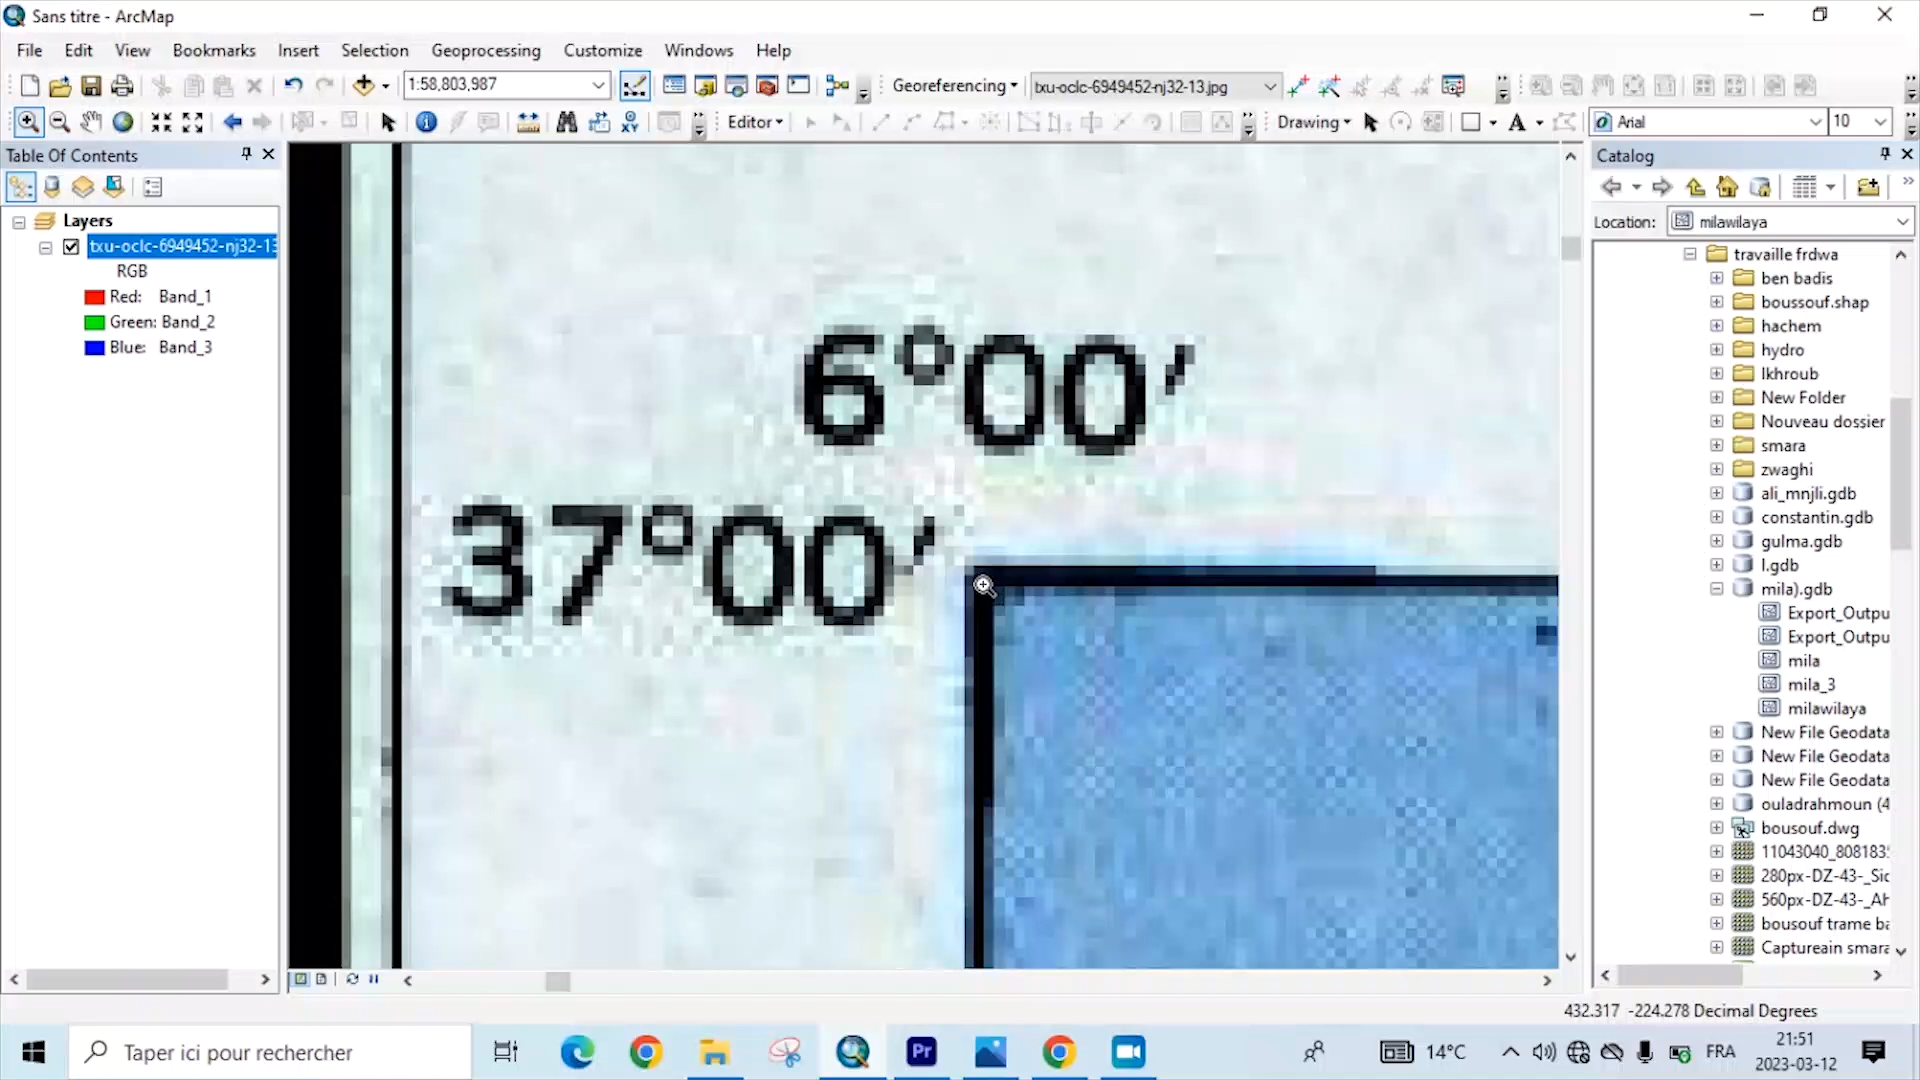 Sans titre - ArcMap
File Edit View Bookmarks Insert Selection Geoprocessing Customize Windows Help
1:58,803,987 Georeferencing txu-oclc-6949452-nj32-13.jpg
Editor Drawing A Arial 10
Table Of Contents
Layers
txu-oclc-6949452-nj32-13
RGB
Red: Band_1
Green: Band_2
Blue: Band_3
6°00′
37°00′
Catalog
Location: milawilaya
travaille frdwa
ben badis
boussouf.shap
hachem
hydro
lkhroub
New Folder
Nouveau dossier
smara
zwaghi
ali_mnjli.gdb
constantin.gdb
gulma.gdb
l.gdb
mila).gdb
Export_Outpu
Export_Outpu
mila
mila_3
milawilaya
New File Geodata
New File Geodata
New File Geodata
ouladrahmoun (4
bousouf.dwg
11043040_808183
280px-DZ-43-_Sid
560px-DZ-43-_Ah
bousouf trame ba
Captureain smara
432.317 -224.278 Decimal Degrees
Taper ici pour rechercher
Pr
14°C
FRA
21:51
2023-03-12